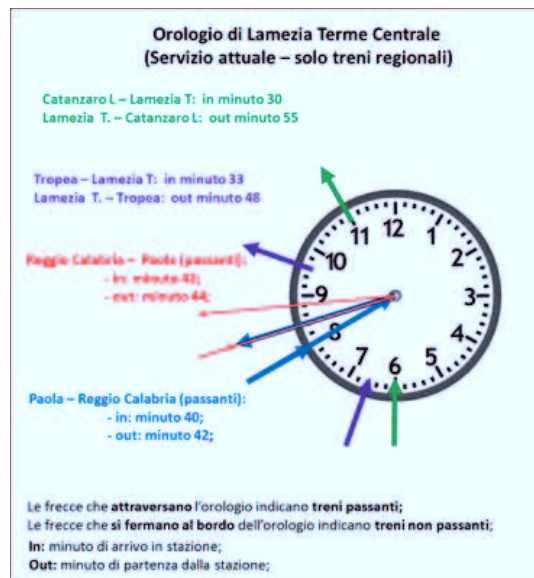 Orologio di Lamezia Terme Centrale
(Servizio attuale – solo treni regionali)
Catanzaro L – Lamezia T: in minuto 30
Lamezia T. – Catanzaro L: out minuto 55
Tropea – Lamezia T: in minuto 33
Lamezia T. – Tropea: out minuto 48
Reggio Calabria – Paola (passanti):
- in: minuto 42;
- out: minuto 44;
Paola – Reggio Calabria (passanti):
- in: minuto 40;
- out: minuto 42;
12
11
1
10
2
9
3
8
4
7
5
6
Le frecce che attraversano l'orologio indicano treni passanti;
Le frecce che si fermano al bordo dell'orologio indicano treni non passanti;
In: minuto di arrivo in stazione;
Out: minuto di partenza dalla stazione;